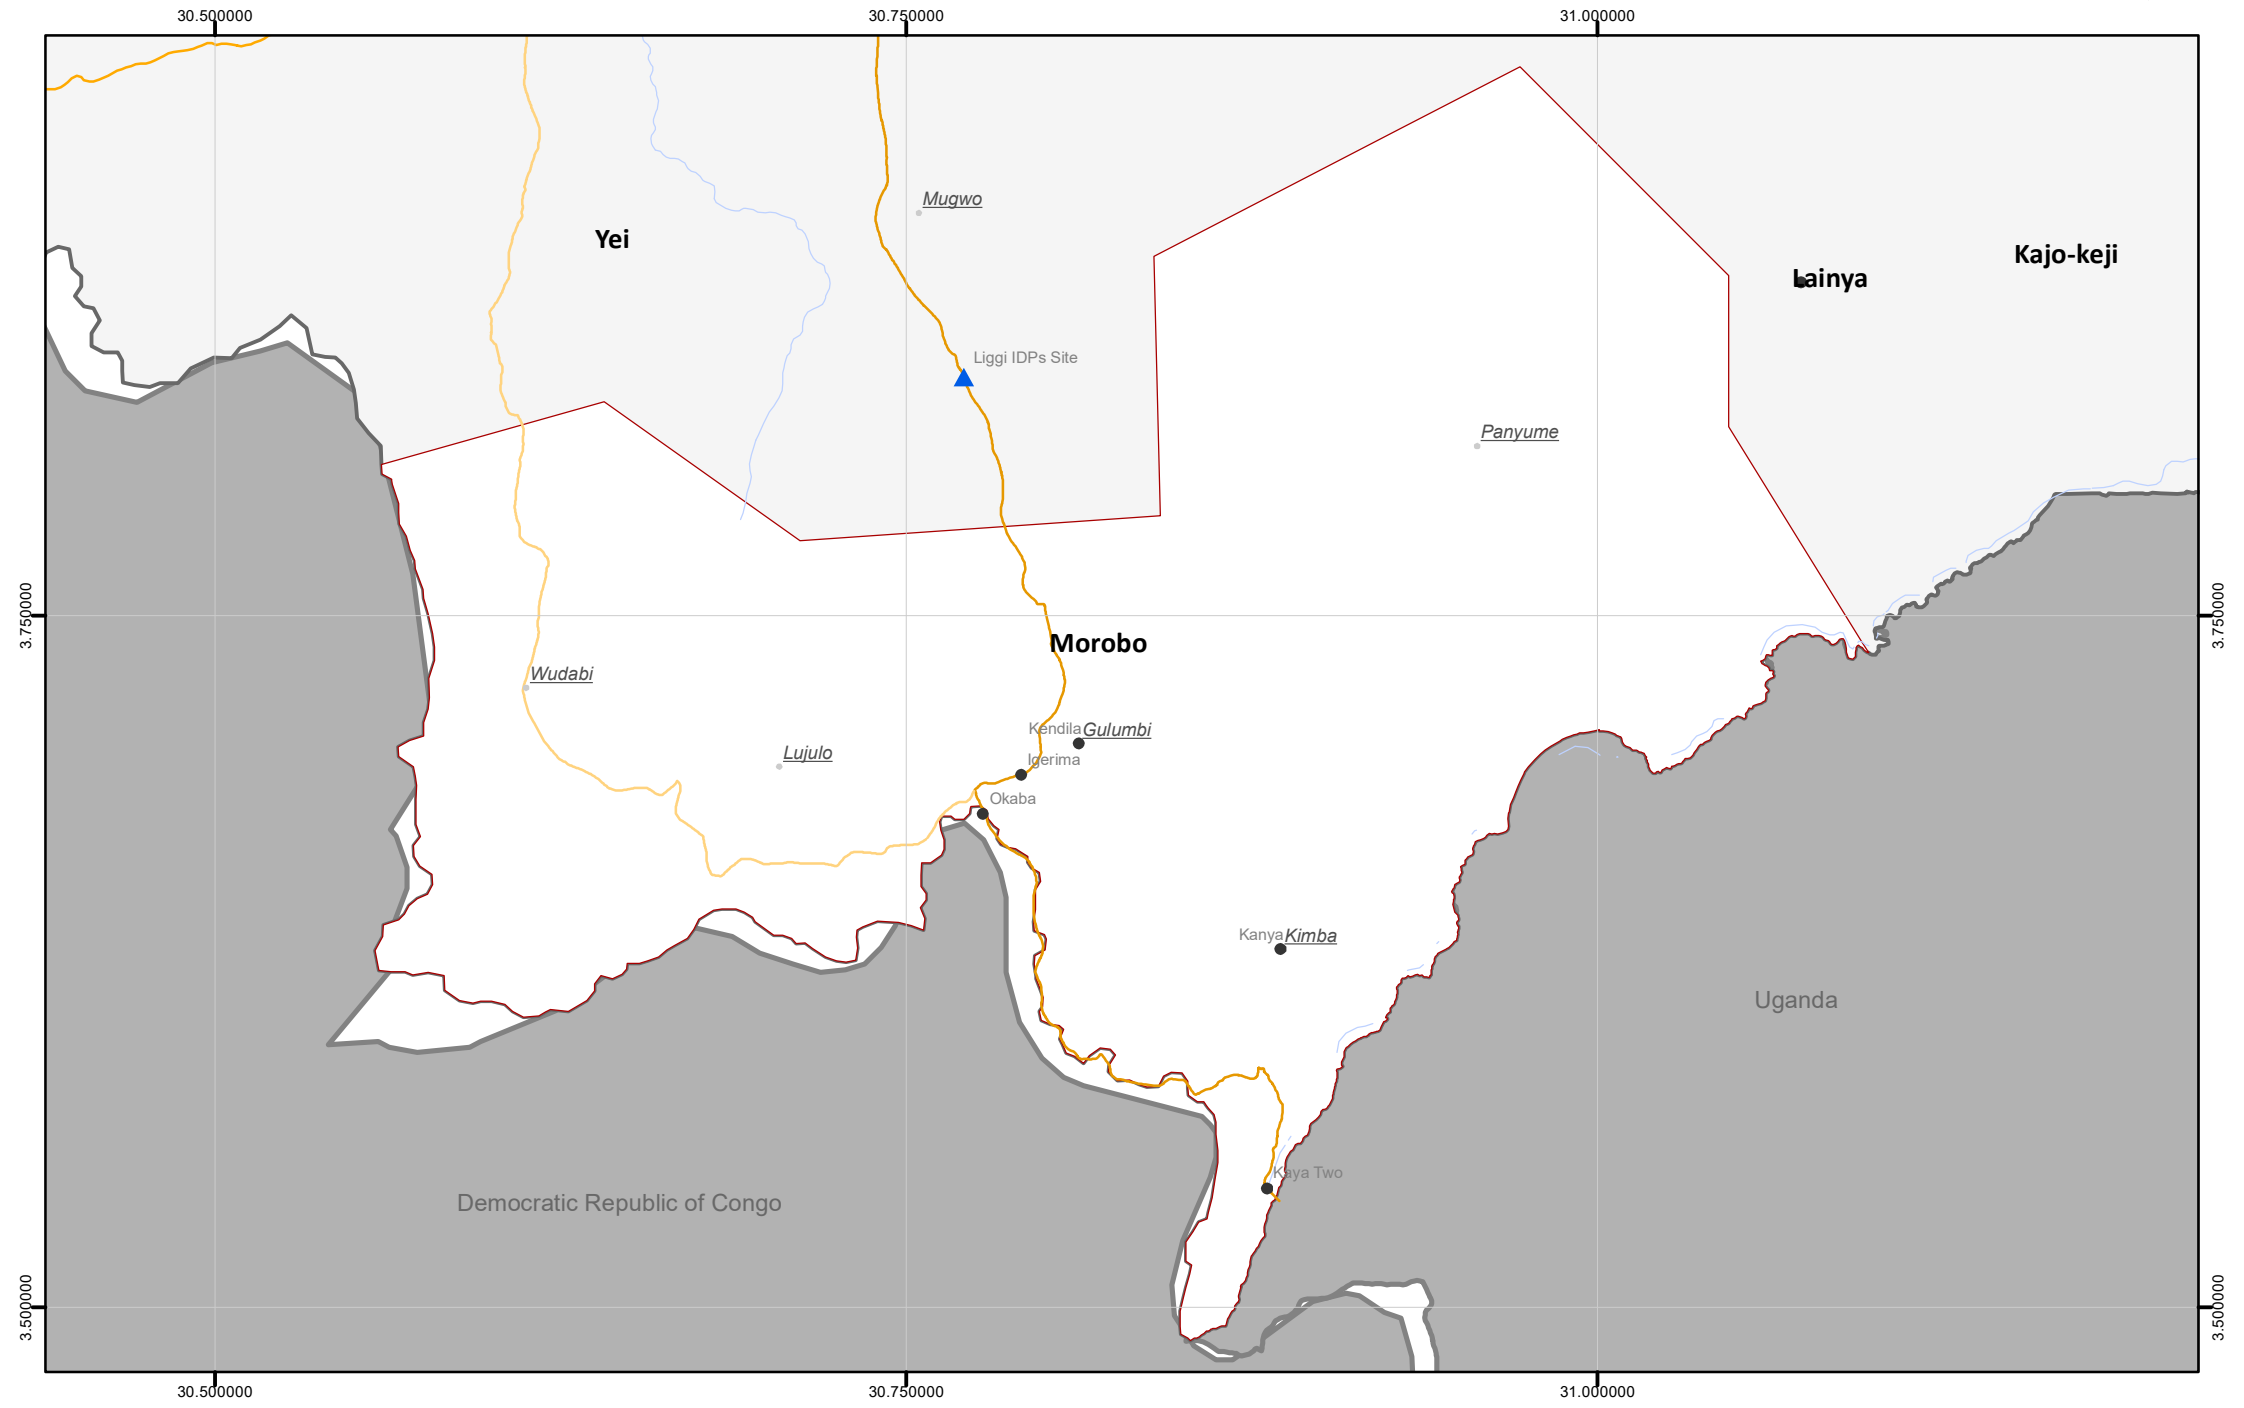 30.500000
30.750000
31.000000
Mugwo
Yei
Kajo-keji
Lainya
Liggi IDPs Site
Panyume
3.750000
3.750000
Morobo
Wudabi
Kendila
Gulumbi
Lujulo
Igerima
Okaba
Kanya
Kimba
Uganda
Kaya Two
Democratic Republic of Congo
3.500000
3.500000
30.500000
30.750000
31.000000